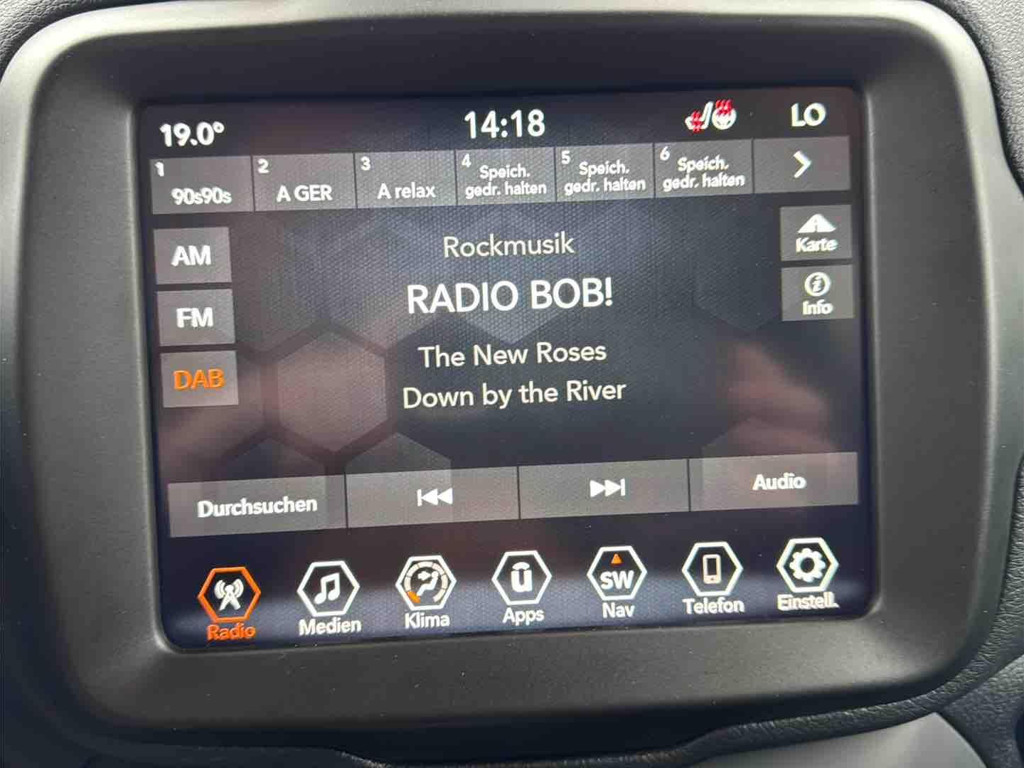 19.0°
14:18
LO
1 90s90s
2 A GER
3 A relax
4 Speich.
gedr. halten
5 Speich.
gedr. halten
6 Speich.
gedr. halten
AM
FM
DAB
Rockmusik
RADIO BOB!
The New Roses
Down by the River
Karte
Info
Durchsuchen
Audio
Radio
Medien
Klima
ü
Apps
SW
Nav
Telefon
Einstell.